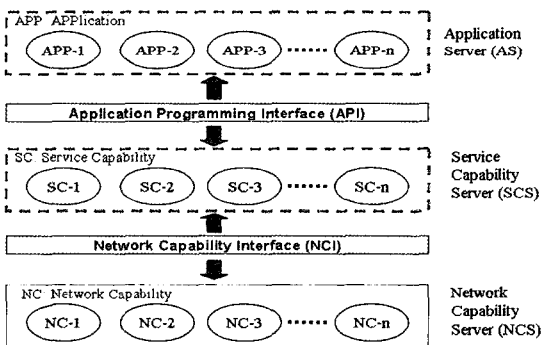 APP APPlication
APP-1 APP-2 APP-3 ...... APP-n
Application
Server (AS)
Application Programming Interface (API)
SC Service Capability
SC-1 SC-2 SC-3 ...... SC-n
Service
Capability
Server (SCS)
Network Capability Interface (NCI)
NC Network Capability
NC-1 NC-2 NC-3 ...... NC-n
Network
Capability
Server (NCS)